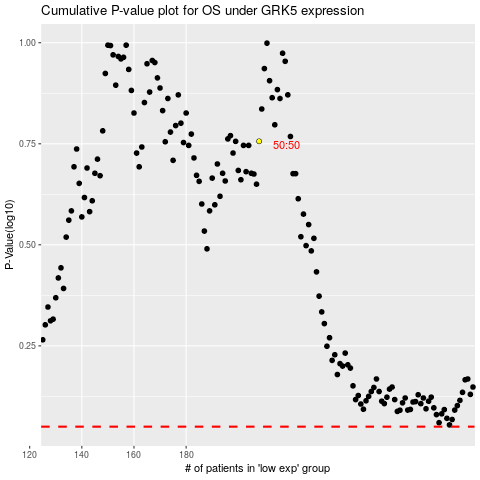 Cumulative P-value plot for OS under GRK5 expression
P-Value(log10)
1.00
0.75
0.50
0.25
50:50
120 140 160 180
# of patients in 'low exp' group